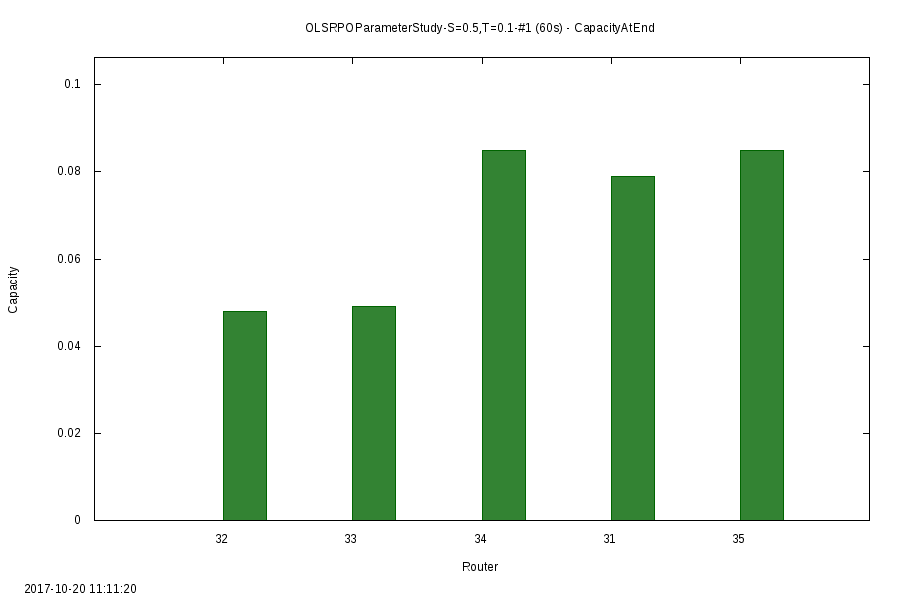 OLSRPOParameterStudy-S=0.5,T=0.1-#1 (60s) - CapacityAtEnd
0.1
0.08
0.06
0.04
0.02
0
Capacity
32 33 34 31 35
Router
2017-10-20 11:11:20